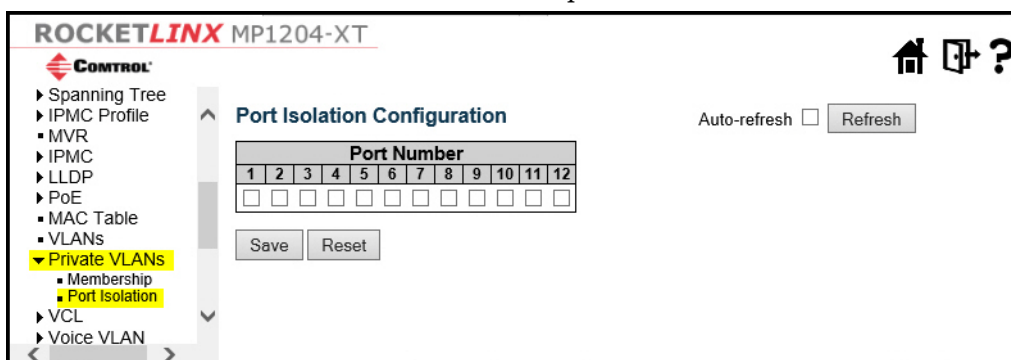 ROCKETLINX MP1204-XT
COMTROL
Spanning Tree
IPMC Profile
MVR
IPMC
LLDP
PoE
MAC Table
VLANs
Private VLANs
Membership
Port Isolation
VCL
Voice VLAN
Port Isolation Configuration
Auto-refresh Refresh
Port Number
1 2 3 4 5 6 7 8 9 10 11 12
Save Reset